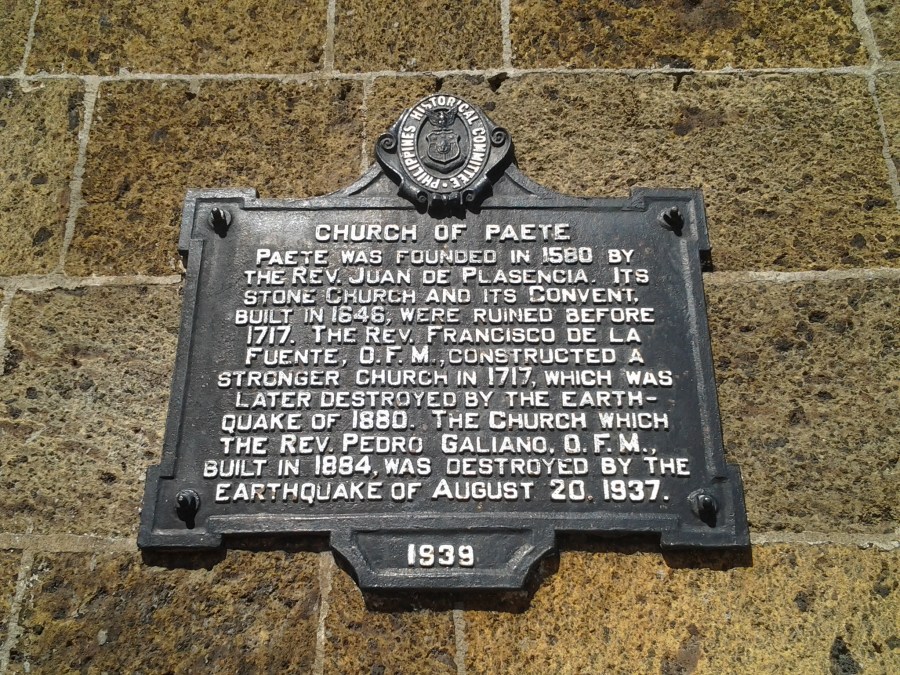 PHILIPPINES HISTORICAL COMMITTEE
CHURCH OF PAETE
PAETE WAS FOUNDED IN 1580 BY
THE REV. JUAN DE PLASENCIA. ITS
STONE CHURCH AND ITS CONVENT,
BUILT IN 1646, WERE RUINED BEFORE
1717. THE REV. FRANCISCO DE LA
FUENTE, O.F.M., CONSTRUCTED A
STRONGER CHURCH IN 1717, WHICH WAS
LATER DESTROYED BY THE EARTH-
QUAKE OF 1880. THE CHURCH WHICH
THE REV. PEDRO GALIANO, O.F.M.,
BUILT IN 1884, WAS DESTROYED BY THE
EARTHQUAKE OF AUGUST 20, 1937.
1939